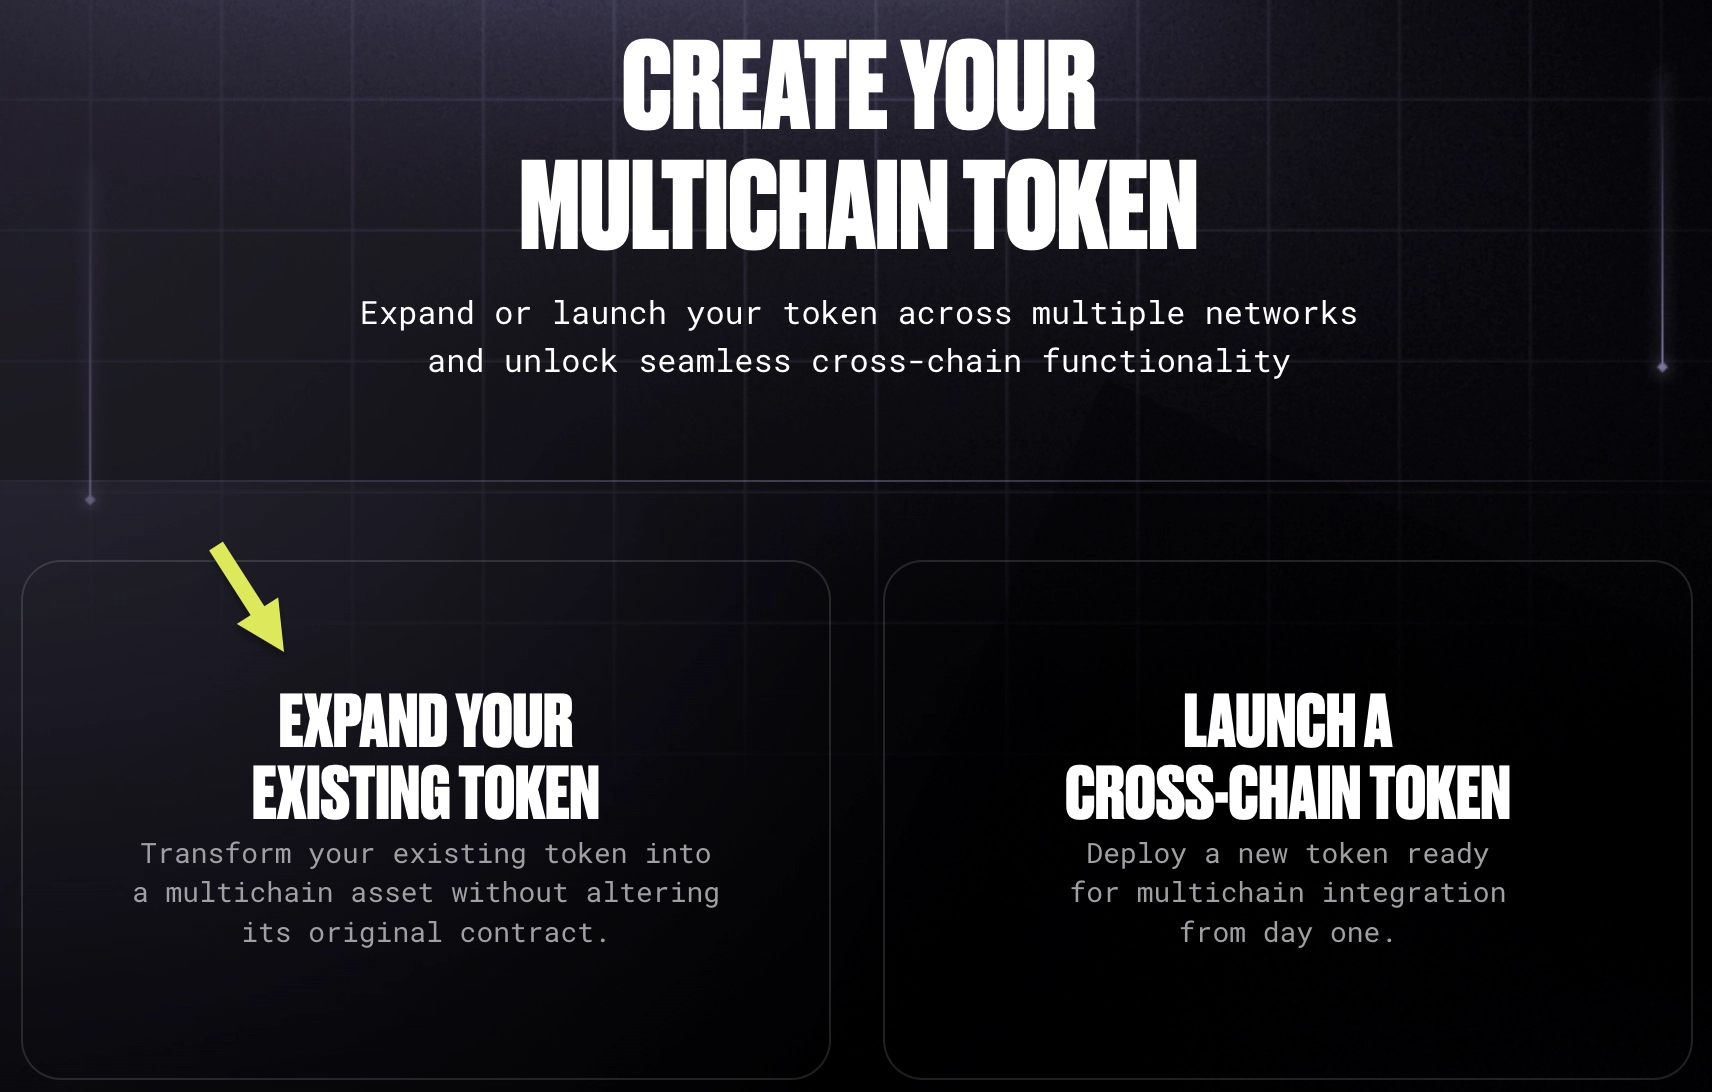 CREATE YOUR
MULTICHAIN TOKEN
Expand or launch your token across multiple networks
and unlock seamless cross-chain functionality
EXPAND YOUR
EXISTING TOKEN
Transform your existing token into
a multichain asset without altering
its original contract.
LAUNCH A
CROSS-CHAIN TOKEN
Deploy a new token ready
for multichain integration
from day one.